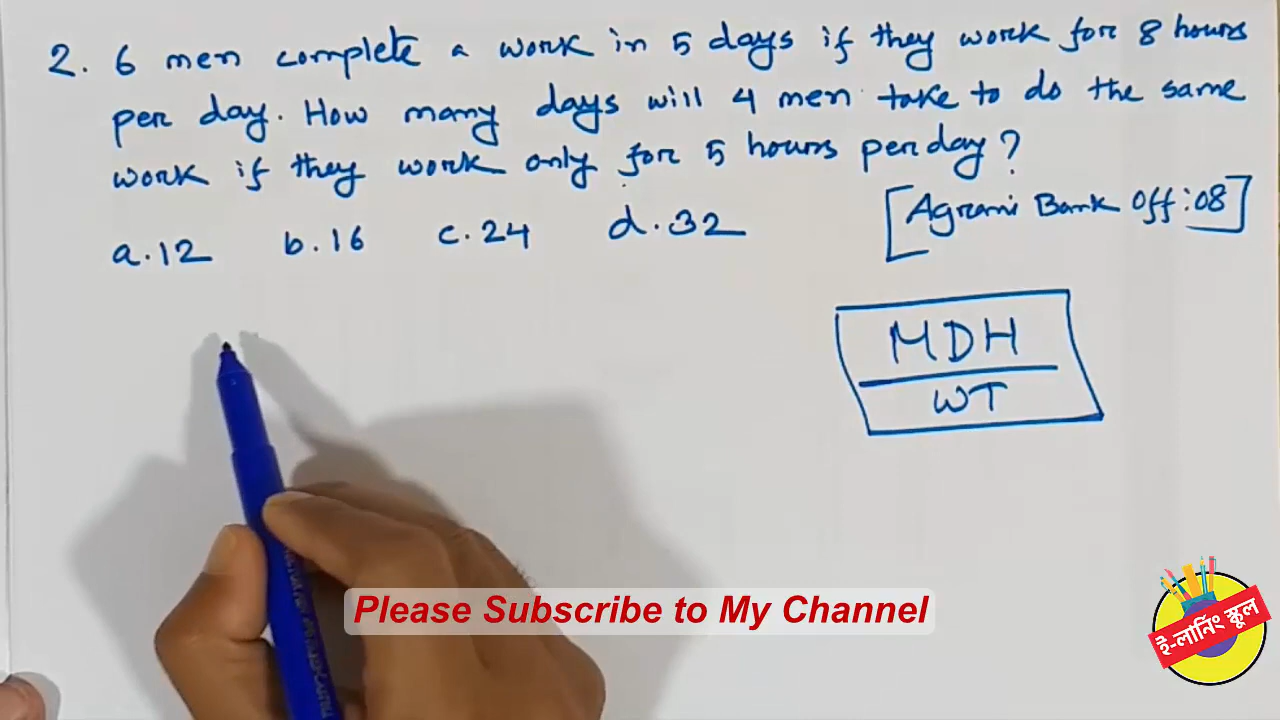 2. 6 men complete a work in 5 days if they work for 8 hours
per day. How many days will 4 men take to do the same
work if they work only for 5 hours per day?
[Agrani Bank Off:08]
a.12 b.16 c.24 d.32
MDH
WT
Please Subscribe to My Channel
ই-লার্নিং স্কুল